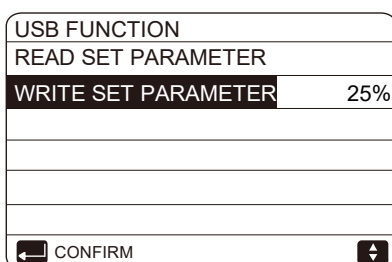 USB FUNCTION
READ SET PARAMETER
WRITE SET PARAMETER 25%
CONFIRM